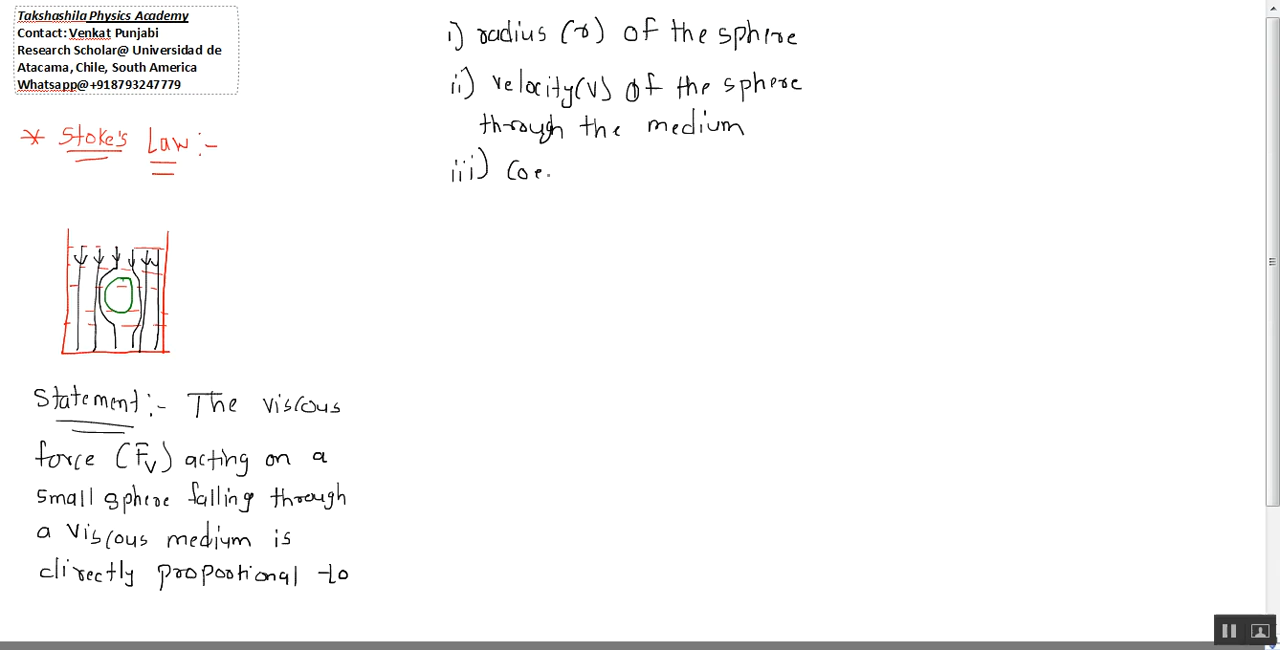 Takshashila Physics Academy
Contact: Venkat Punjabi
Research Scholar@ Universidad de
Atacama, Chile, South America
Whatsapp@+918793247779
* Stoke's Law :-
Statement :- The viscous
force (Fv) acting on a
small sphere falling through
a viscous medium is
directly proportional to
i) radius (r) of the sphere
ii) velocity (v) of the sphere
through the medium
iii) Coe